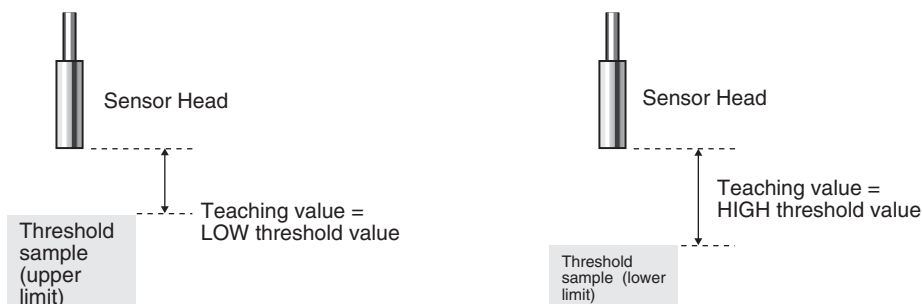 Sensor Head
Teaching value =
LOW threshold value
Threshold
sample
(upper
limit)
Sensor Head
Teaching value =
HIGH threshold value
Threshold
sample (lower
limit)